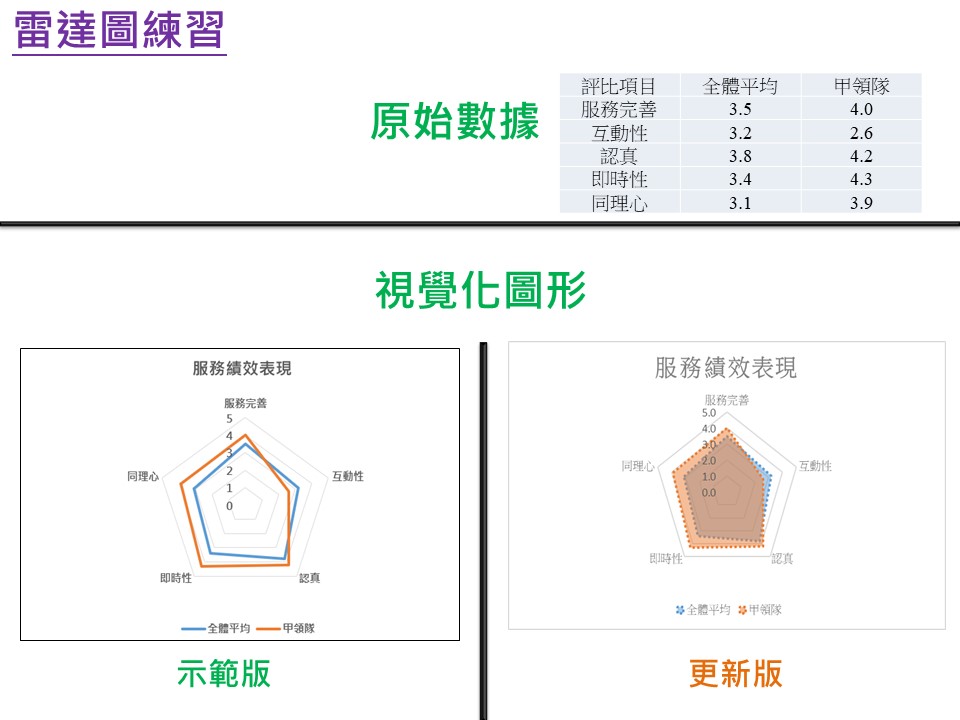 雷達圖練習
原始數據
評比項目 全體平均 甲領隊
服務完善 3.5 4.0
互動性 3.2 2.6
認真 3.8 4.2
即時性 3.4 4.3
同理心 3.1 3.9
視覺化圖形
服務績效表現
服務完善
5
4
3
2
1
0
同理心
互動性
即時性
認真
全體平均 甲領隊
示範版
服務績效表現
服務完善
5.0
4.0
3.0
2.0
1.0
0.0
同理心
互動性
即時性
認真
全體平均 甲領隊
更新版